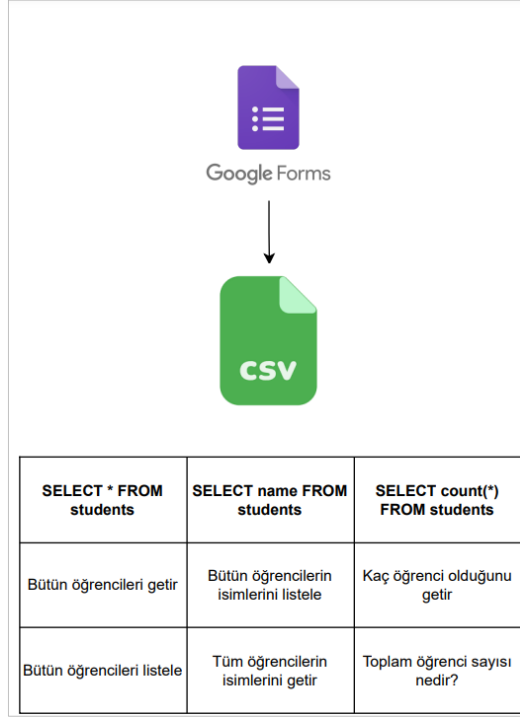 Google Forms
CSV
SELECT * FROM
students
SELECT name FROM
students
SELECT count(*)
FROM students
Bütün öğrencileri getir
Bütün öğrencilerin
isimlerini listele
Kaç öğrenci olduğunu
getir
Bütün öğrencileri listele
Tüm öğrencilerin
isimlerini getir
Toplam öğrenci sayısı
nedir?